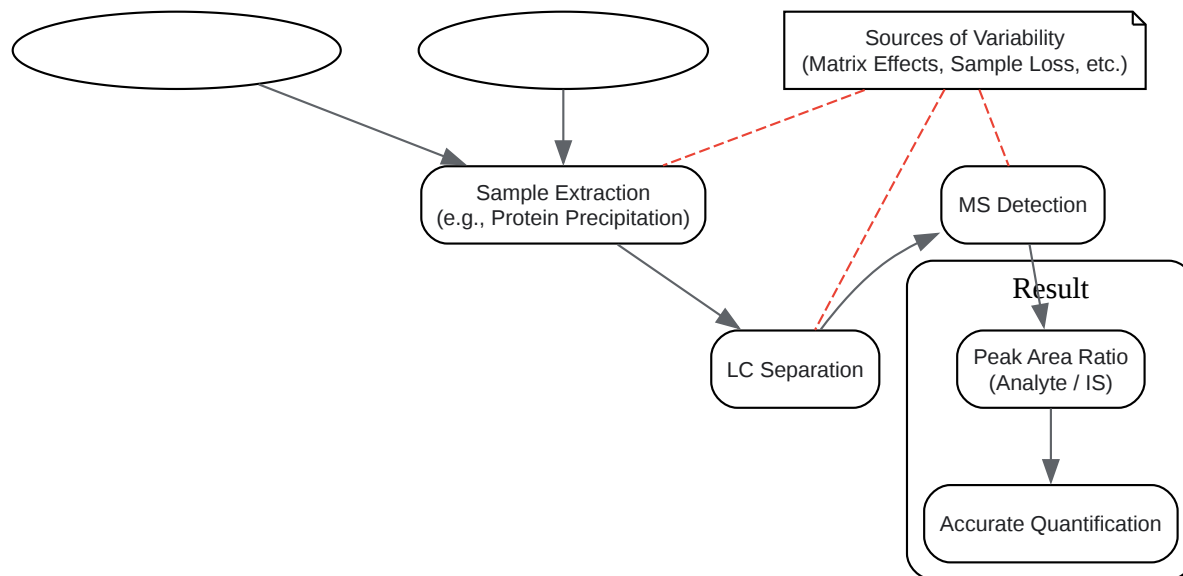 Sources of Variability
(Matrix Effects, Sample Loss, etc.)
Sample Extraction
(e.g., Protein Precipitation)
MS Detection
Result
LC Separation
Peak Area Ratio
(Analyte / IS)
Accurate Quantification